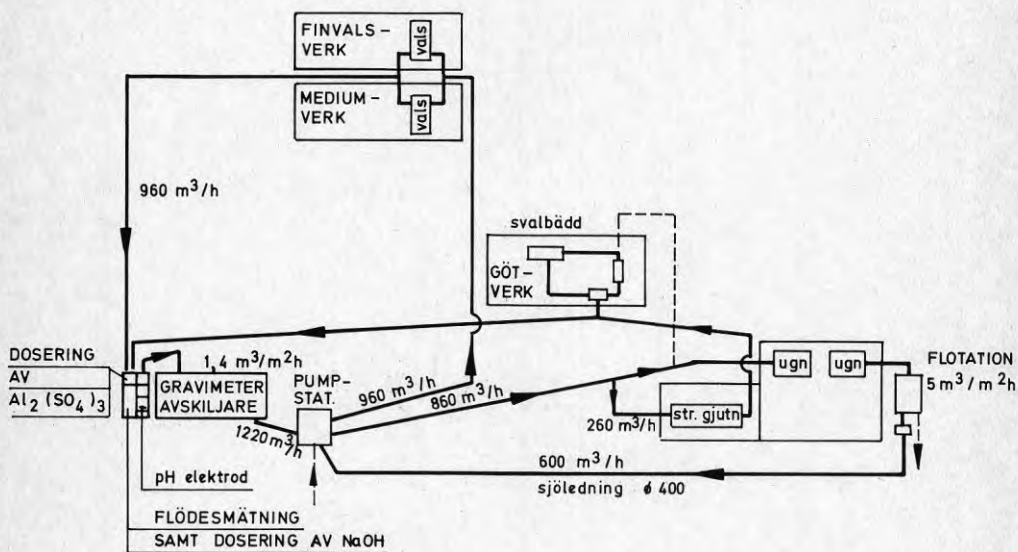 FINVALS-
VERK
vals
MEDIUM-
VERK
vals
960 m³/h
svalbädd
GÖT-
VERK
DOSERING
AV
Al₂(SO₄)₃
1,4 m³/m²h
GRAVIMETER
AVSKILJARE
PUMP-
STAT.
960 m³/h
860 m³/h
1220 m³/h
260 m³/h
str. gjutn
ugn
ugn
FLOTATION
5 m³/m²h
600 m³/h
sjöledning ø 400
pH elektrod
FLÖDESMÄTNING
SAMT DOSERING AV NaOH